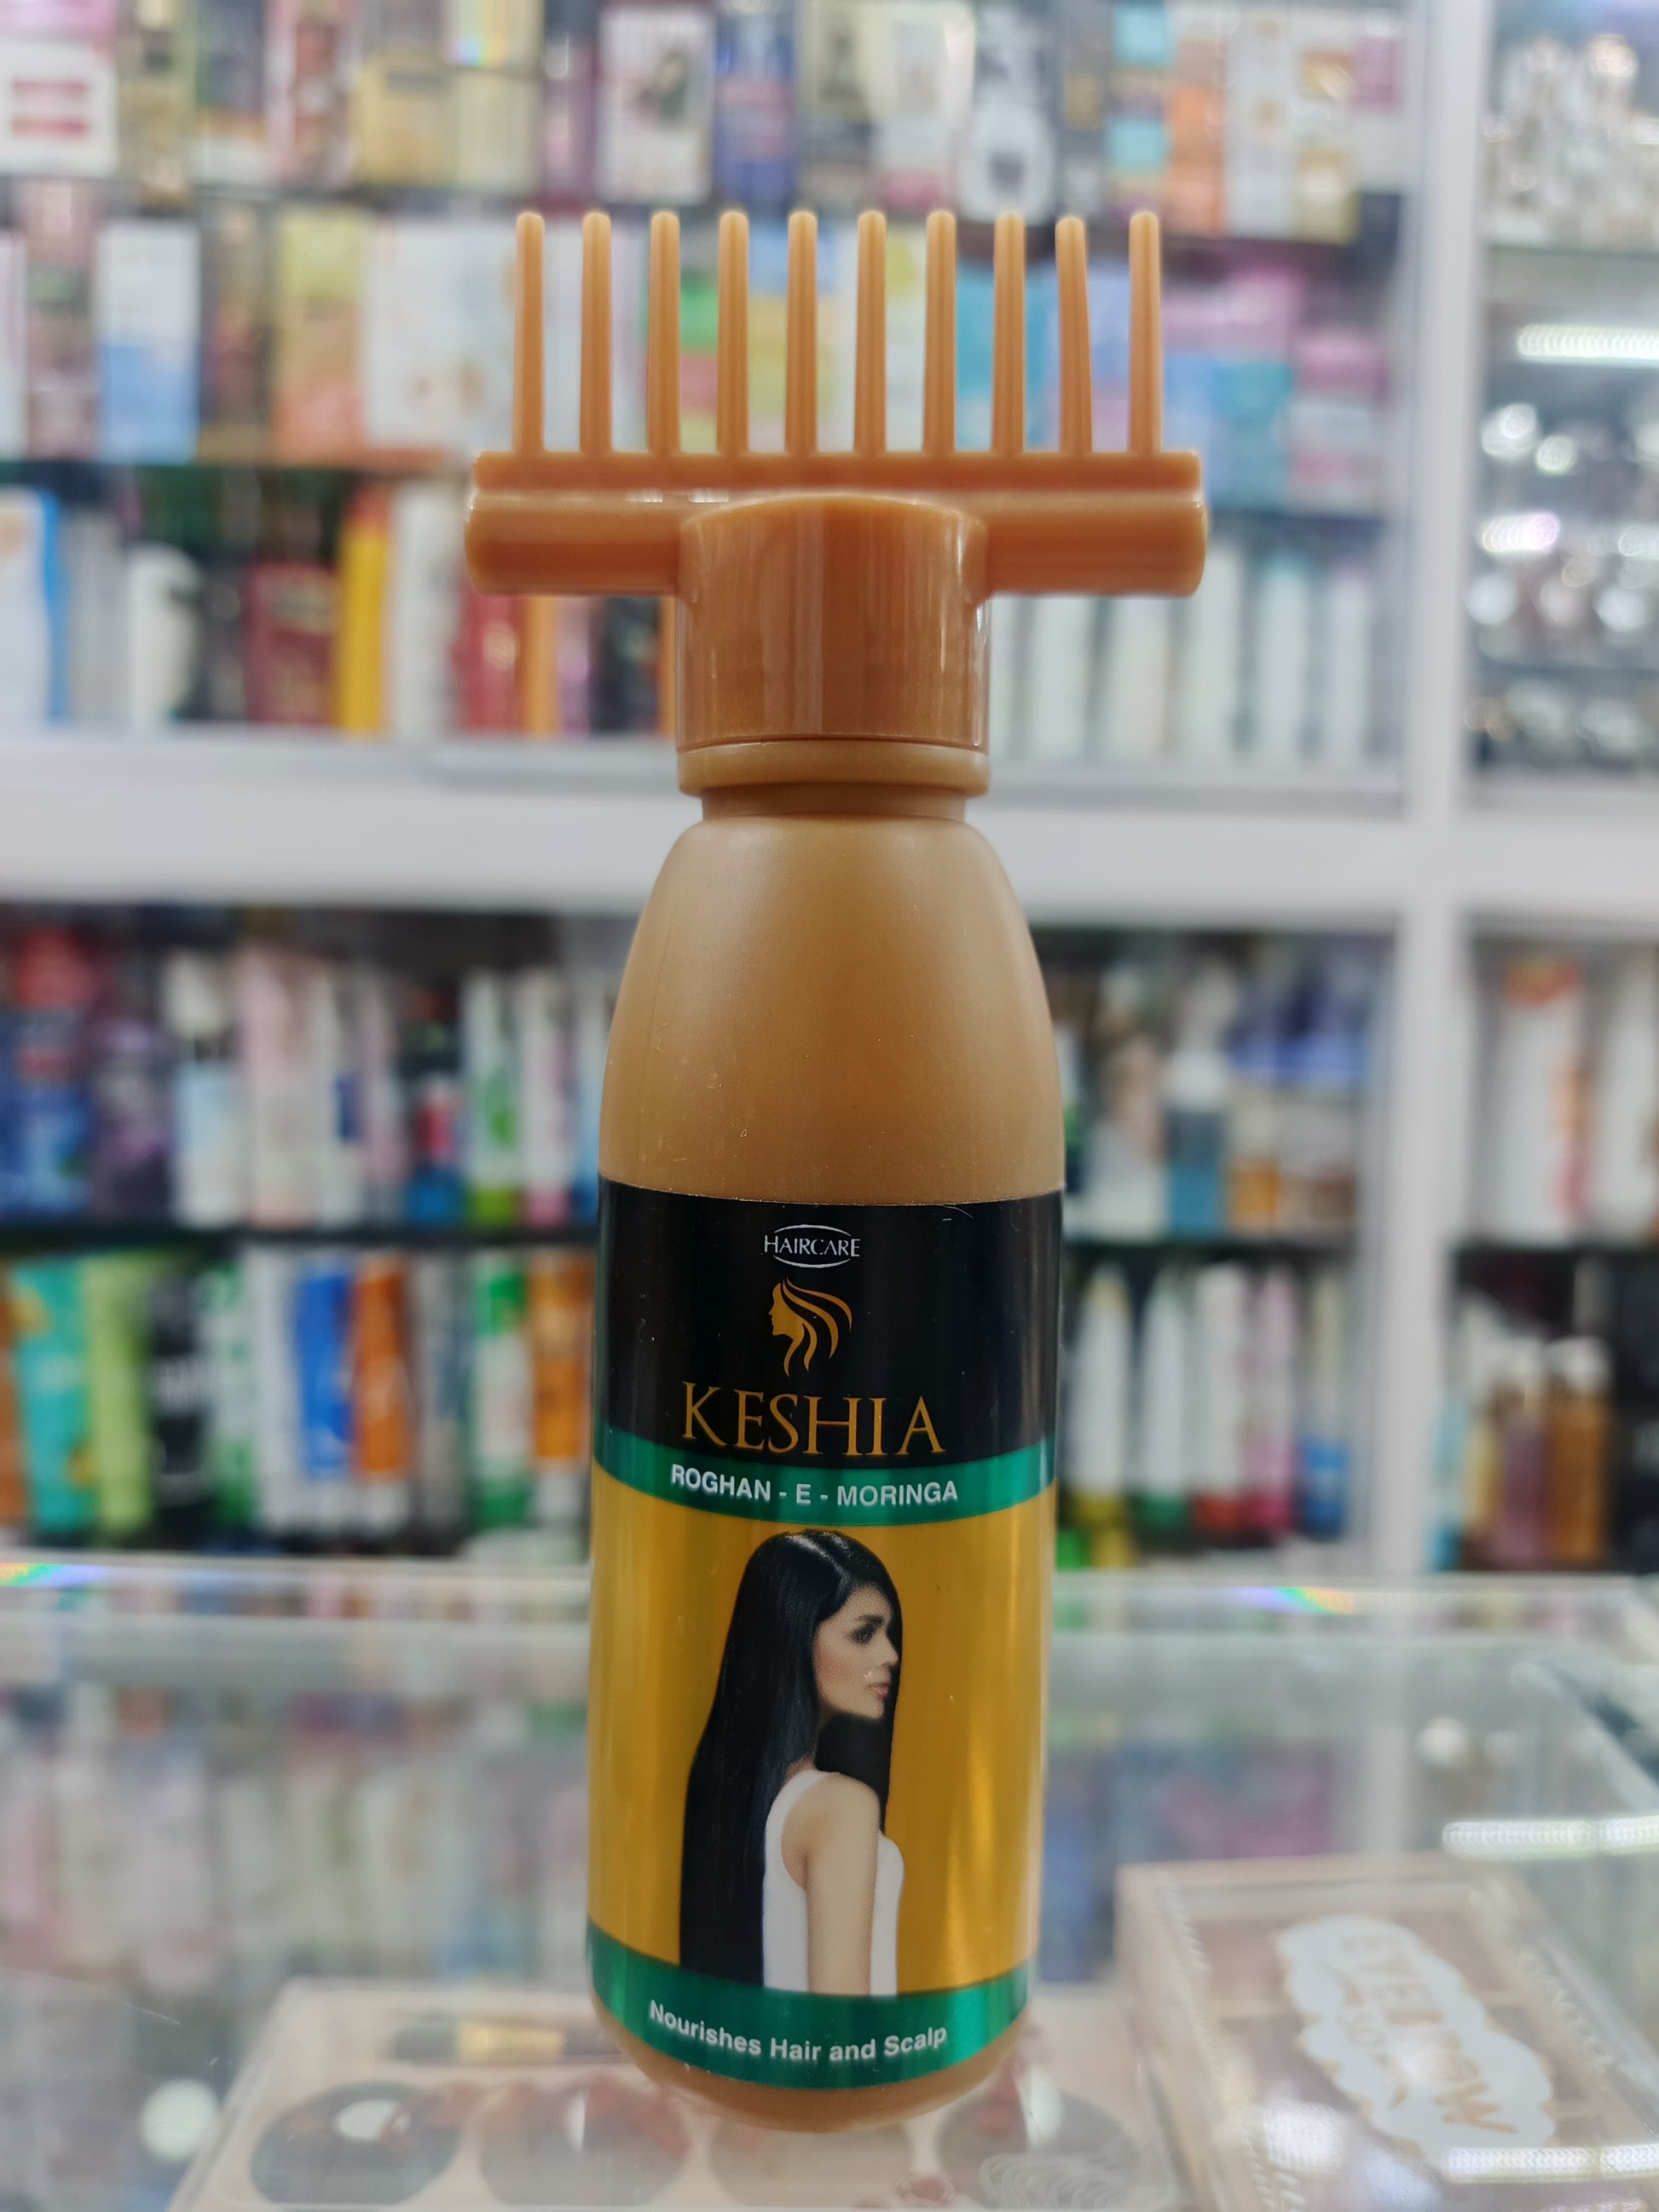 HAIRCARE
KESHIA
ROGHAN - E - MORINGA
Nourishes Hair and Scalp